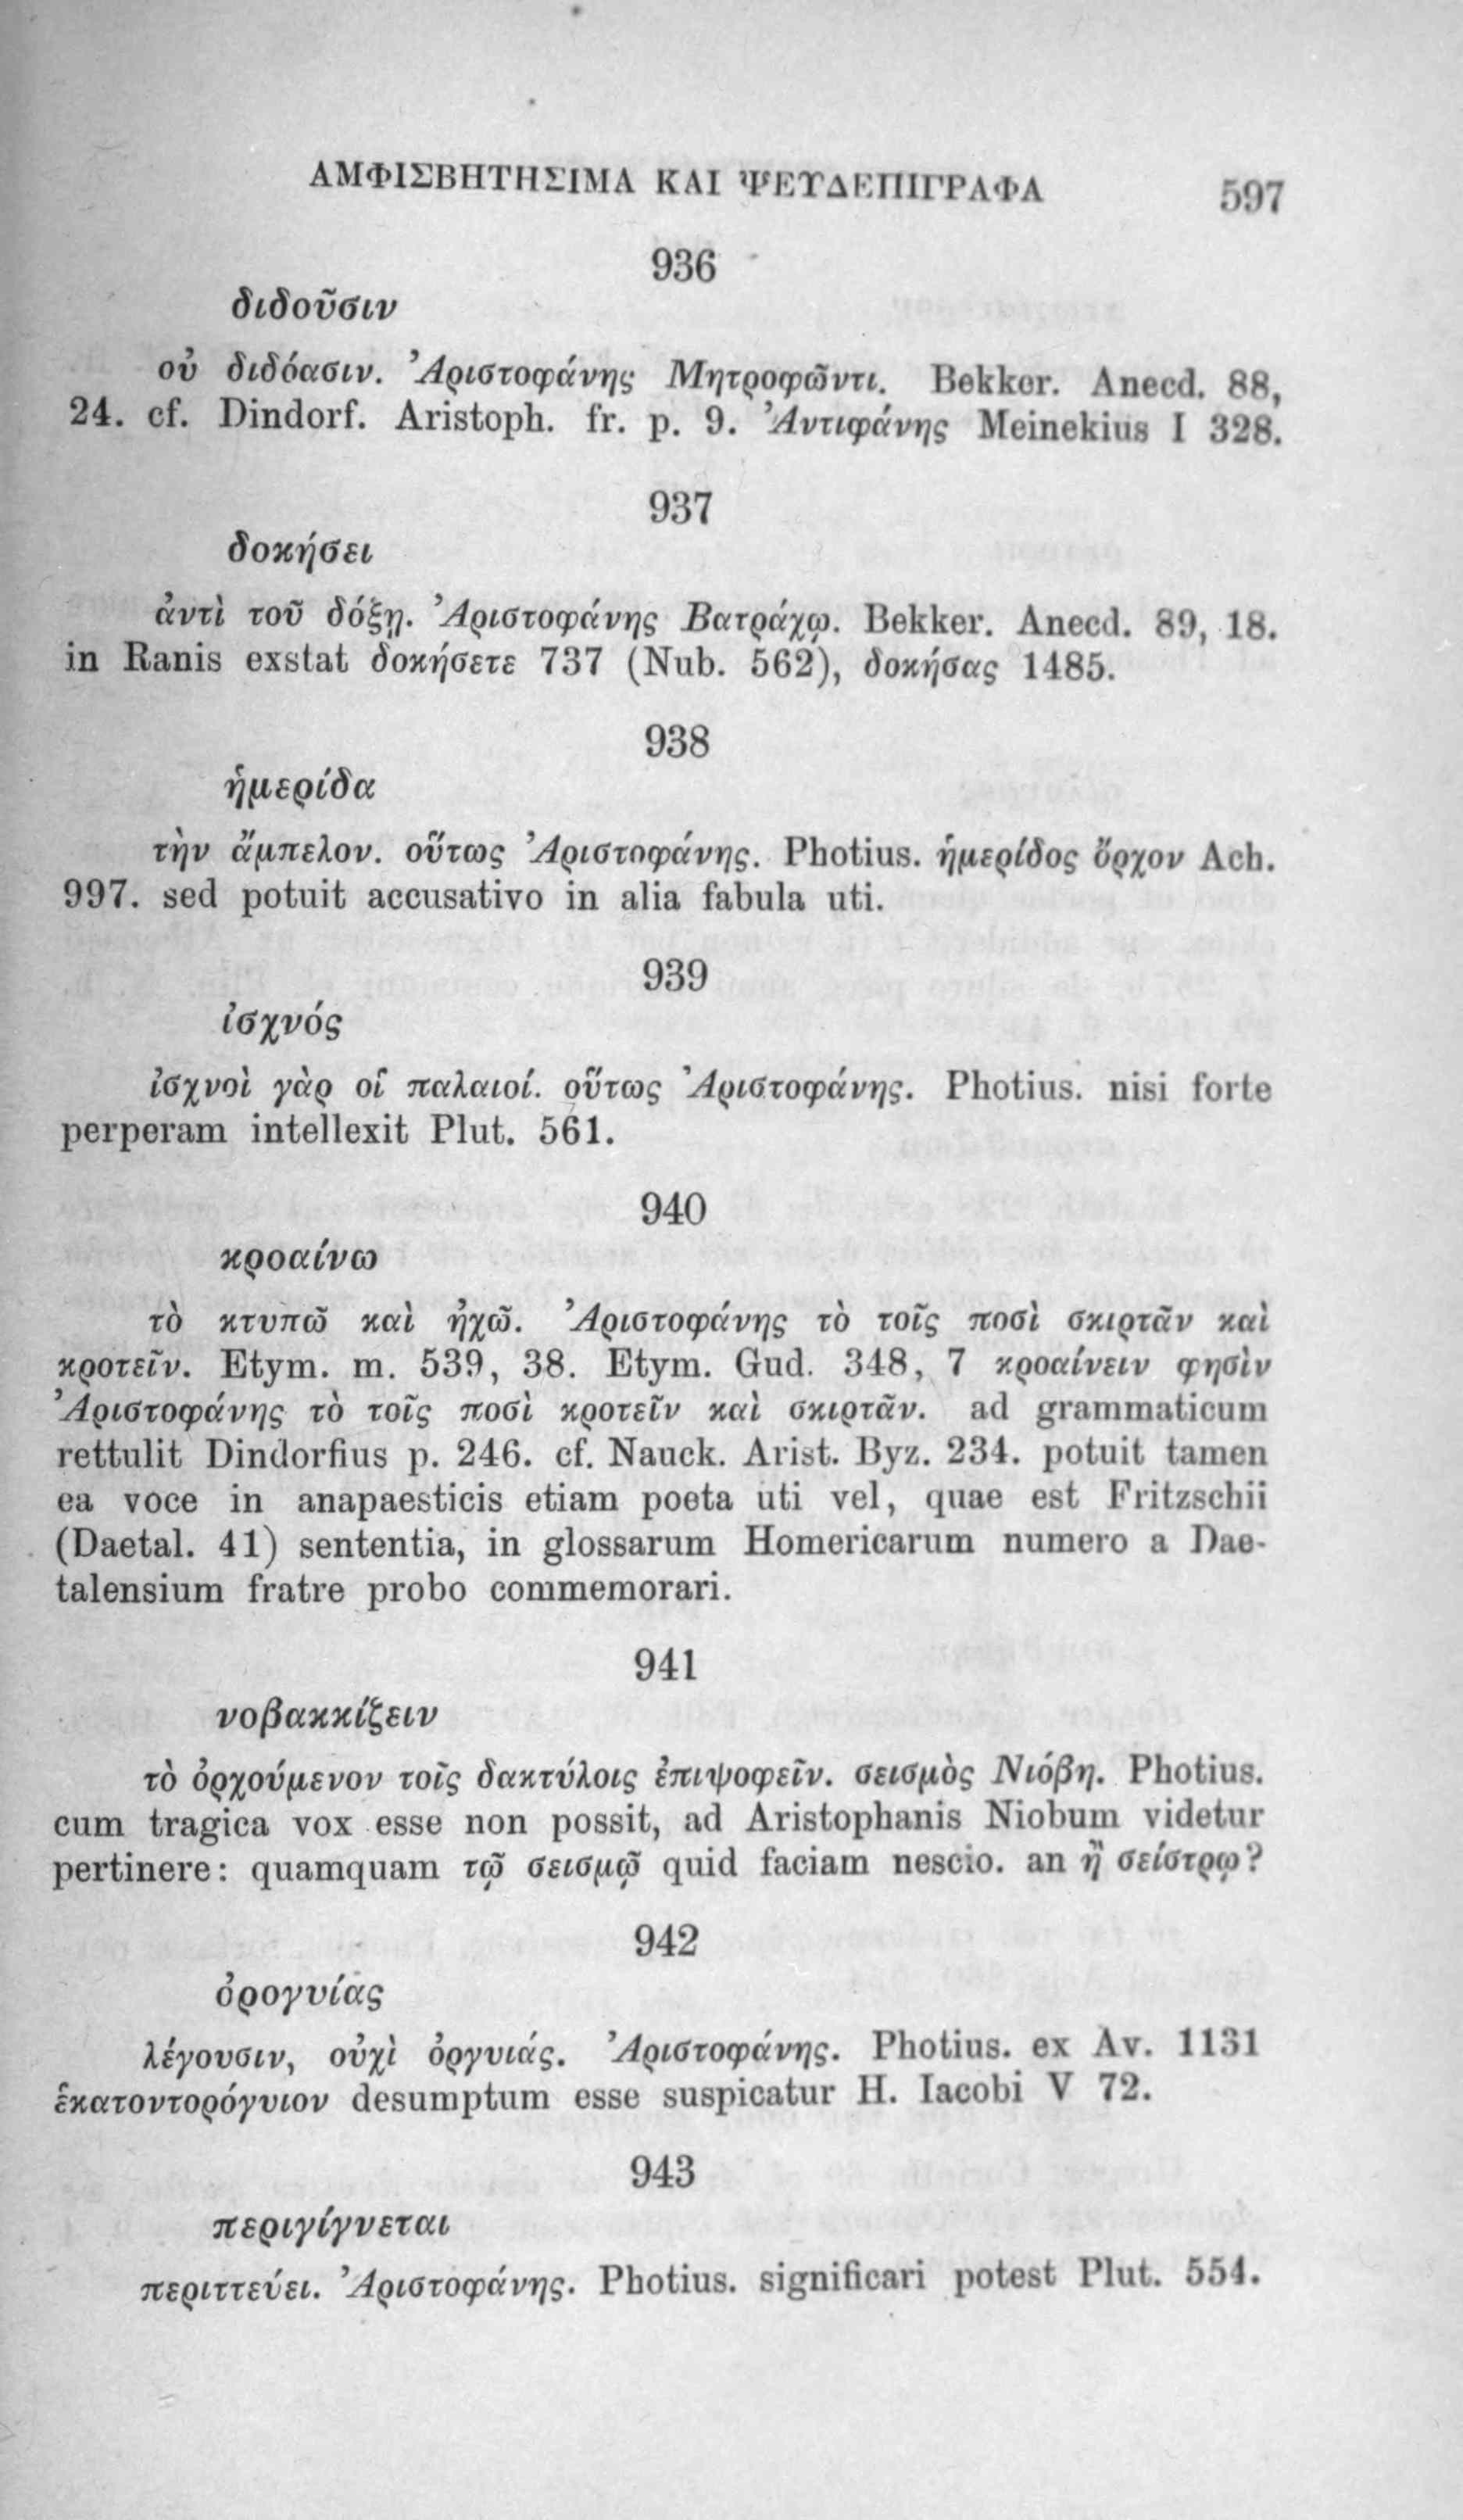 ΑΜΦΙΣΒΗΤΗΣΙΜΑ ΚΑΙ ΨΕΥΔΕΠΙΓΡΑΦΑ 597
936
διδοῦσιν
οὐ διδόασιν. Ἀριστοφάνης Μητροφῶντι. Bekker. Anecd. 88,
24. cf. Dindorf. Aristoph. fr. p. 9. Ἀντιφάνης Meinekius I 328.
937
δοκήσει
ἀντὶ τοῦ δόξῃ. Ἀριστοφάνης Βατράχῳ. Bekker. Anecd. 89, 18.
in Ranis exstat δοκήσετε 737 (Nub. 562), δοκήσας 1485.
938
ἡμερίδα
τὴν ἄμπελον. οὕτως Ἀριστοφάνης. Photius. ἡμερίδος ὄρχον Ach.
997. sed potuit accusativo in alia fabula uti.
939
ἰσχνός
ἰσχνοὶ γὰρ οἱ παλαιοί. οὕτως Ἀριστοφάνης. Photius. nisi forte
perperam intellexit Plut. 561.
940
κροαίνω
τὸ κτυπῶ καὶ ἠχῶ. Ἀριστοφάνης τὸ τοῖς ποσὶ σκιρτᾶν καὶ
κροτεῖν. Etym. m. 539, 38. Etym. Gud. 348, 7 κροαίνειν φησὶν
Ἀριστοφάνης τὸ τοῖς ποσὶ κροτεῖν καὶ σκιρτᾶν. ad grammaticum
rettulit Dindorfius p. 246. cf. Nauck. Arist. Byz. 234. potuit tamen
ea voce in anapaesticis etiam poeta uti vel, quae est Fritzschii
(Daetal. 41) sententia, in glossarum Homericarum numero a Dae-
talensium fratre probo commemorari.
941
νοβακκίζειν
τὸ ὀρχούμενον τοῖς δακτύλοις ἐπιψοφεῖν. σεισμὸς Νιόβη. Photius.
cum tragica vox esse non possit, ad Aristophanis Niobum videtur
pertinere: quamquam τῷ σεισμῷ quid faciam nescio. an ἢ σείστρῳ?
942
ὀρογυίας
λέγουσιν, οὐχὶ ὀργυιάς. Ἀριστοφάνης. Photius. ex Av. 1131
ἑκατοντορόγυιον desumptum esse suspicatur H. Iacobi V 72.
943
περιγίγνεται
περιττεύει. Ἀριστοφάνης. Photius. significari potest Plut. 554.